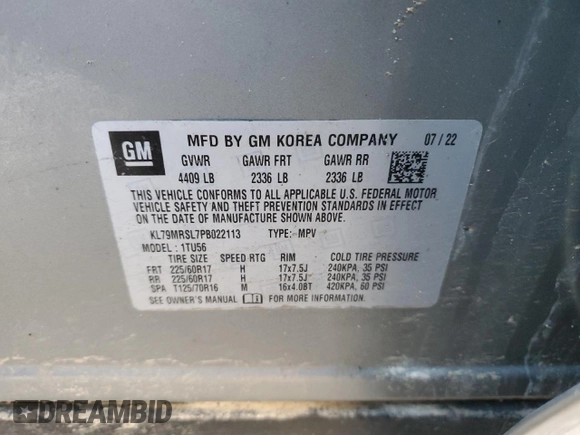 GM
MFD BY GM KOREA COMPANY 07/22
GVWR GAWR FRT GAWR RR
4409 LB 2336 LB 2336 LB
THIS VEHICLE CONFORMS TO ALL APPLICABLE U.S. FEDERAL MOTOR
VEHICLE SAFETY AND THEFT PREVENTION STANDARDS IN EFFECT
ON THE DATE OF MANUFACTURE SHOWN ABOVE.
KL79MRSL7PB022113 TYPE: MPV
MODEL: 1TU56
TIRE SIZE SPEED RTG RIM COLD TIRE PRESSURE
FRT 225/60R17 H 17x7.5J 240KPA, 35 PSI
RR 225/60R17 H 17x7.5J 240KPA, 35 PSI
SPA T125/70R16 M 16x4.0BT 420KPA, 60 PSI
SEE OWNER'S MANUAL FOR MORE INFORMATION.
DREAMBID